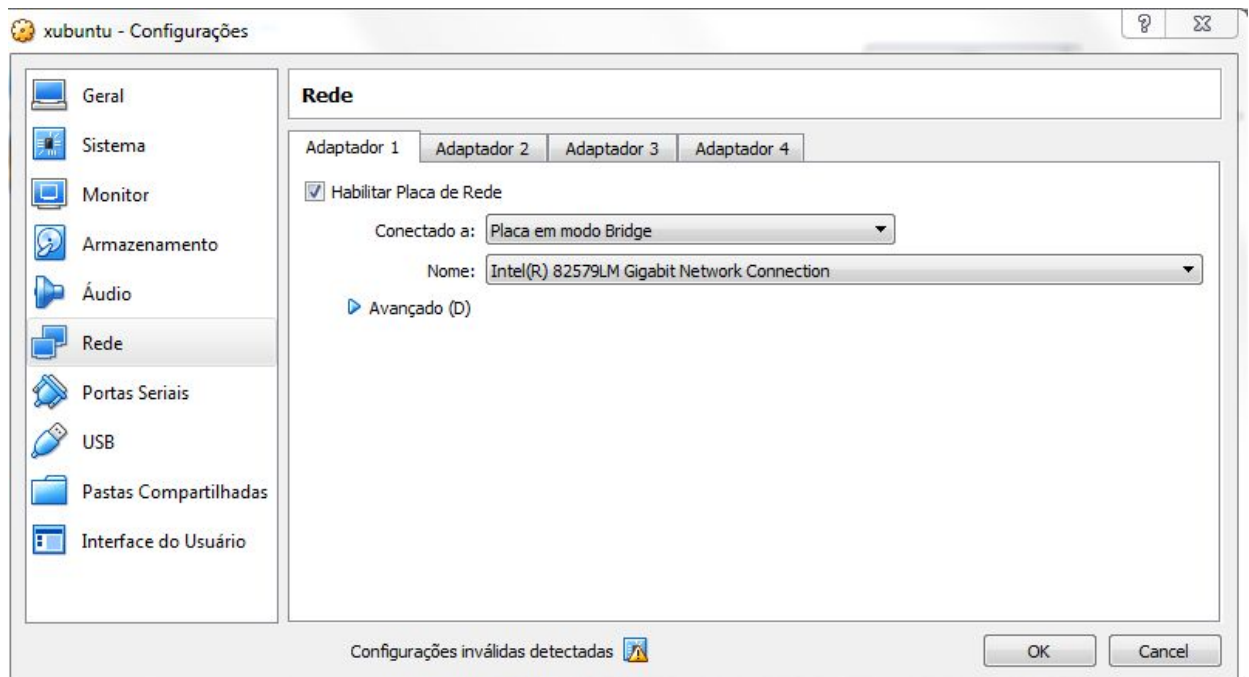 xubuntu - Configurações
Geral
Sistema
Monitor
Armazenamento
Áudio
Rede
Portas Seriais
USB
Pastas Compartilhadas
Interface do Usuário
Rede
Adaptador 1 Adaptador 2 Adaptador 3 Adaptador 4
Habilitar Placa de Rede
Conectado a: Placa em modo Bridge
Nome: Intel(R) 82579LM Gigabit Network Connection
Avançado (D)
Configurações inválidas detectadas
OK Cancel